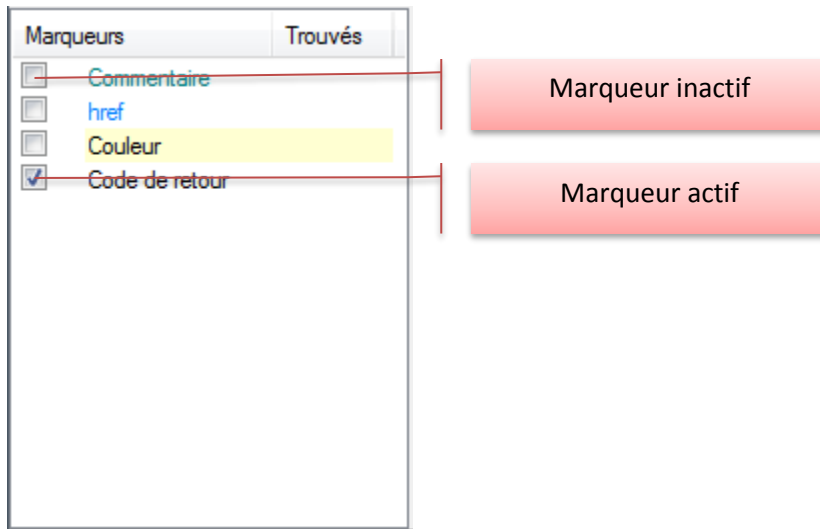 Marqueurs Trouvés
Commentaire
href
Couleur
Code de retour
Marqueur inactif
Marqueur actif